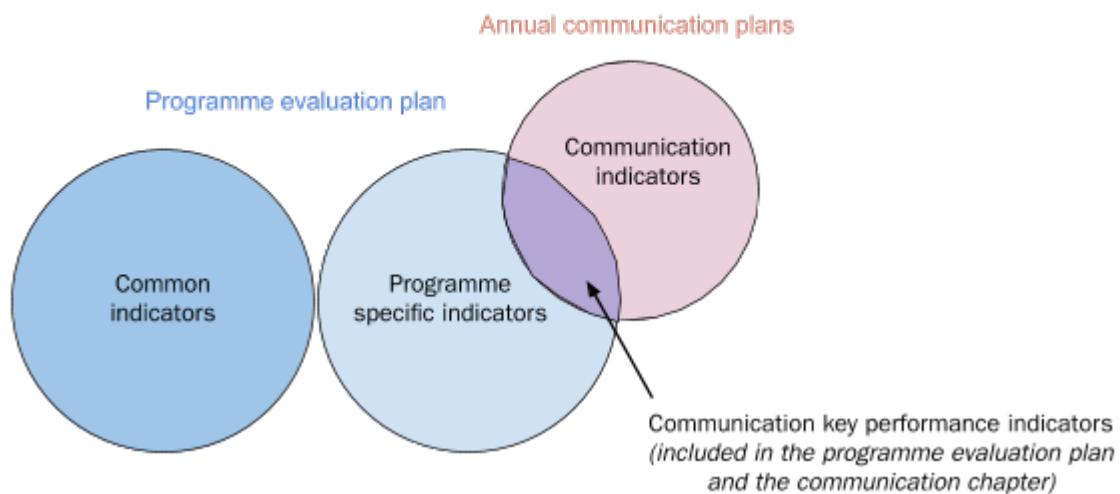 Annual communication plans
Programme evaluation plan
Communication
indicators
Common
indicators
Programme
specific indicators
Communication key performance indicators
(included in the programme evaluation plan
and the communication chapter)